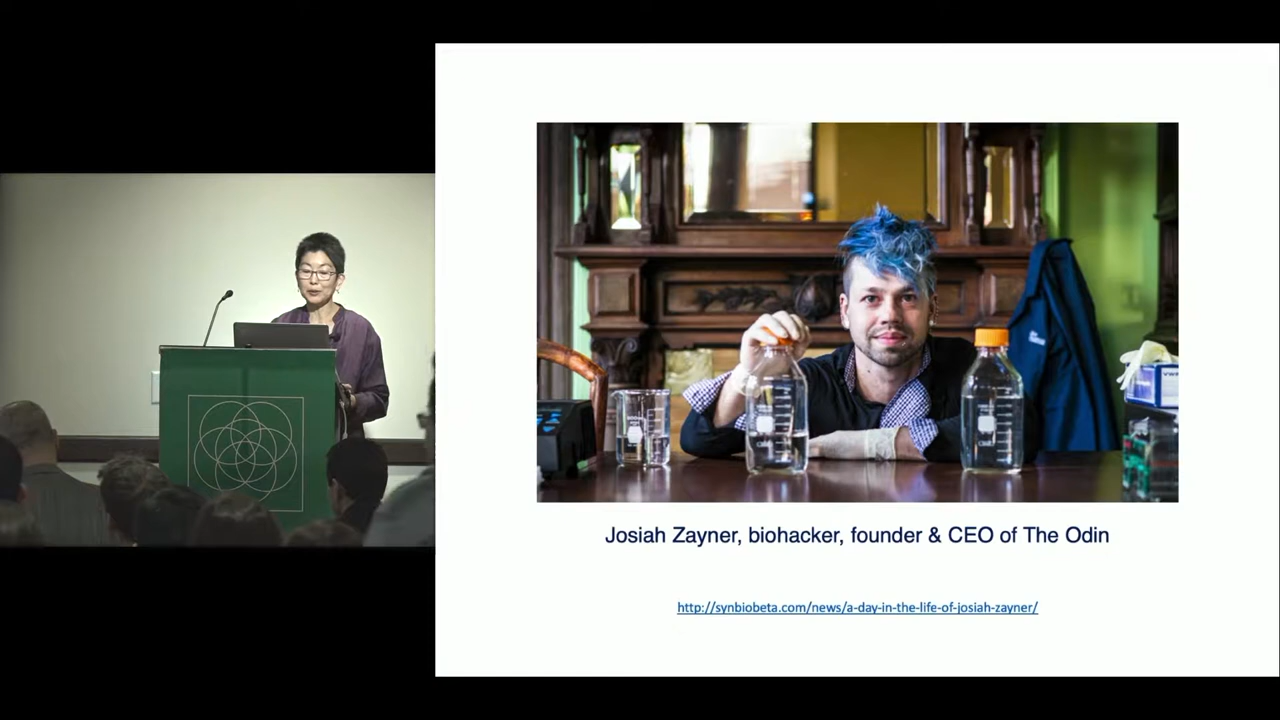 Josiah Zayner, biohacker, founder & CEO of The Odin
http://synbiobeta.com/news/a-day-in-the-life-of-josiah-zayner/